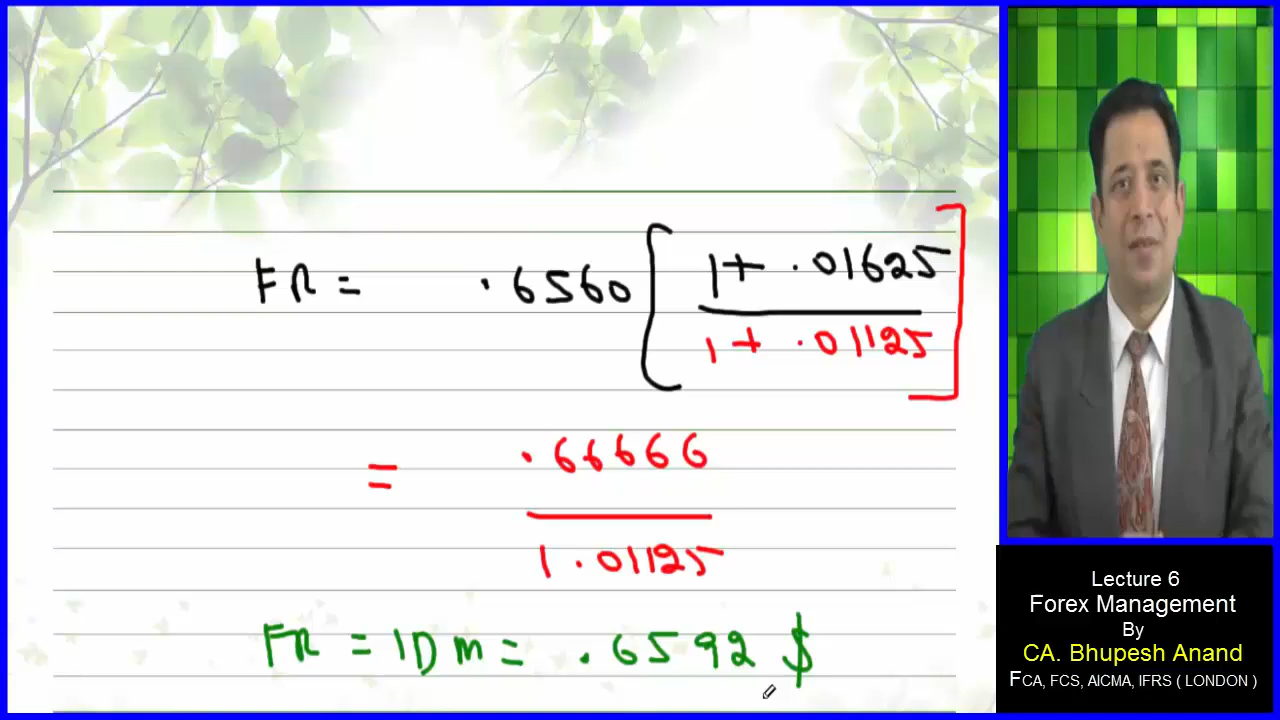 FR = .6560 [ 1 + .01625
1 + .01125 ]
= .66666
1.01125
FR = 1Dm = .6592 $
Lecture 6
Forex Management
By
CA. Bhupesh Anand
FCA, FCS, AICMA, IFRS ( LONDON )